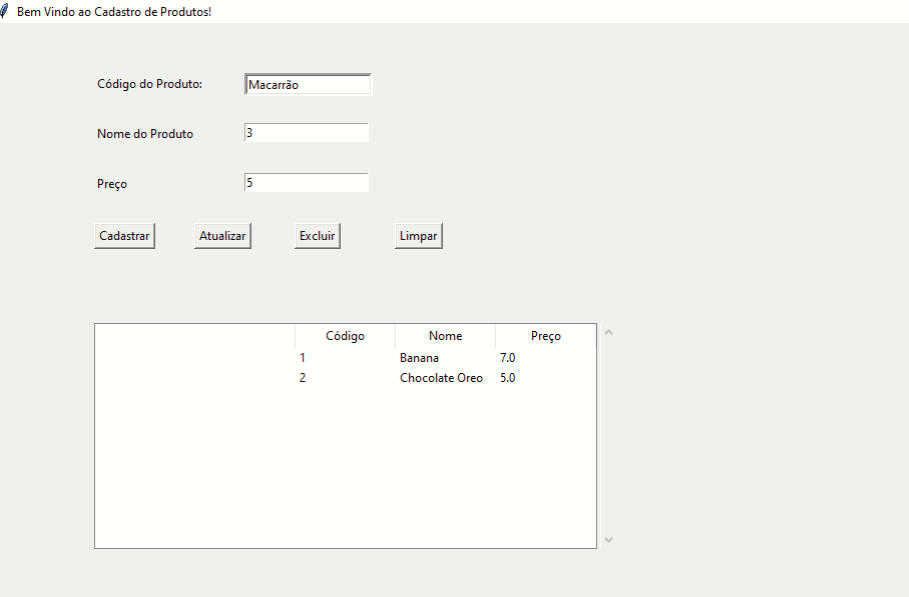 Bem Vindo ao Cadastro de Produtos!
Código do Produto: Macarrão
Nome do Produto 3
Preço 5
Cadastrar Atualizar Excluir Limpar
Código Nome Preço
1 Banana 7.0
2 Chocolate Oreo 5.0